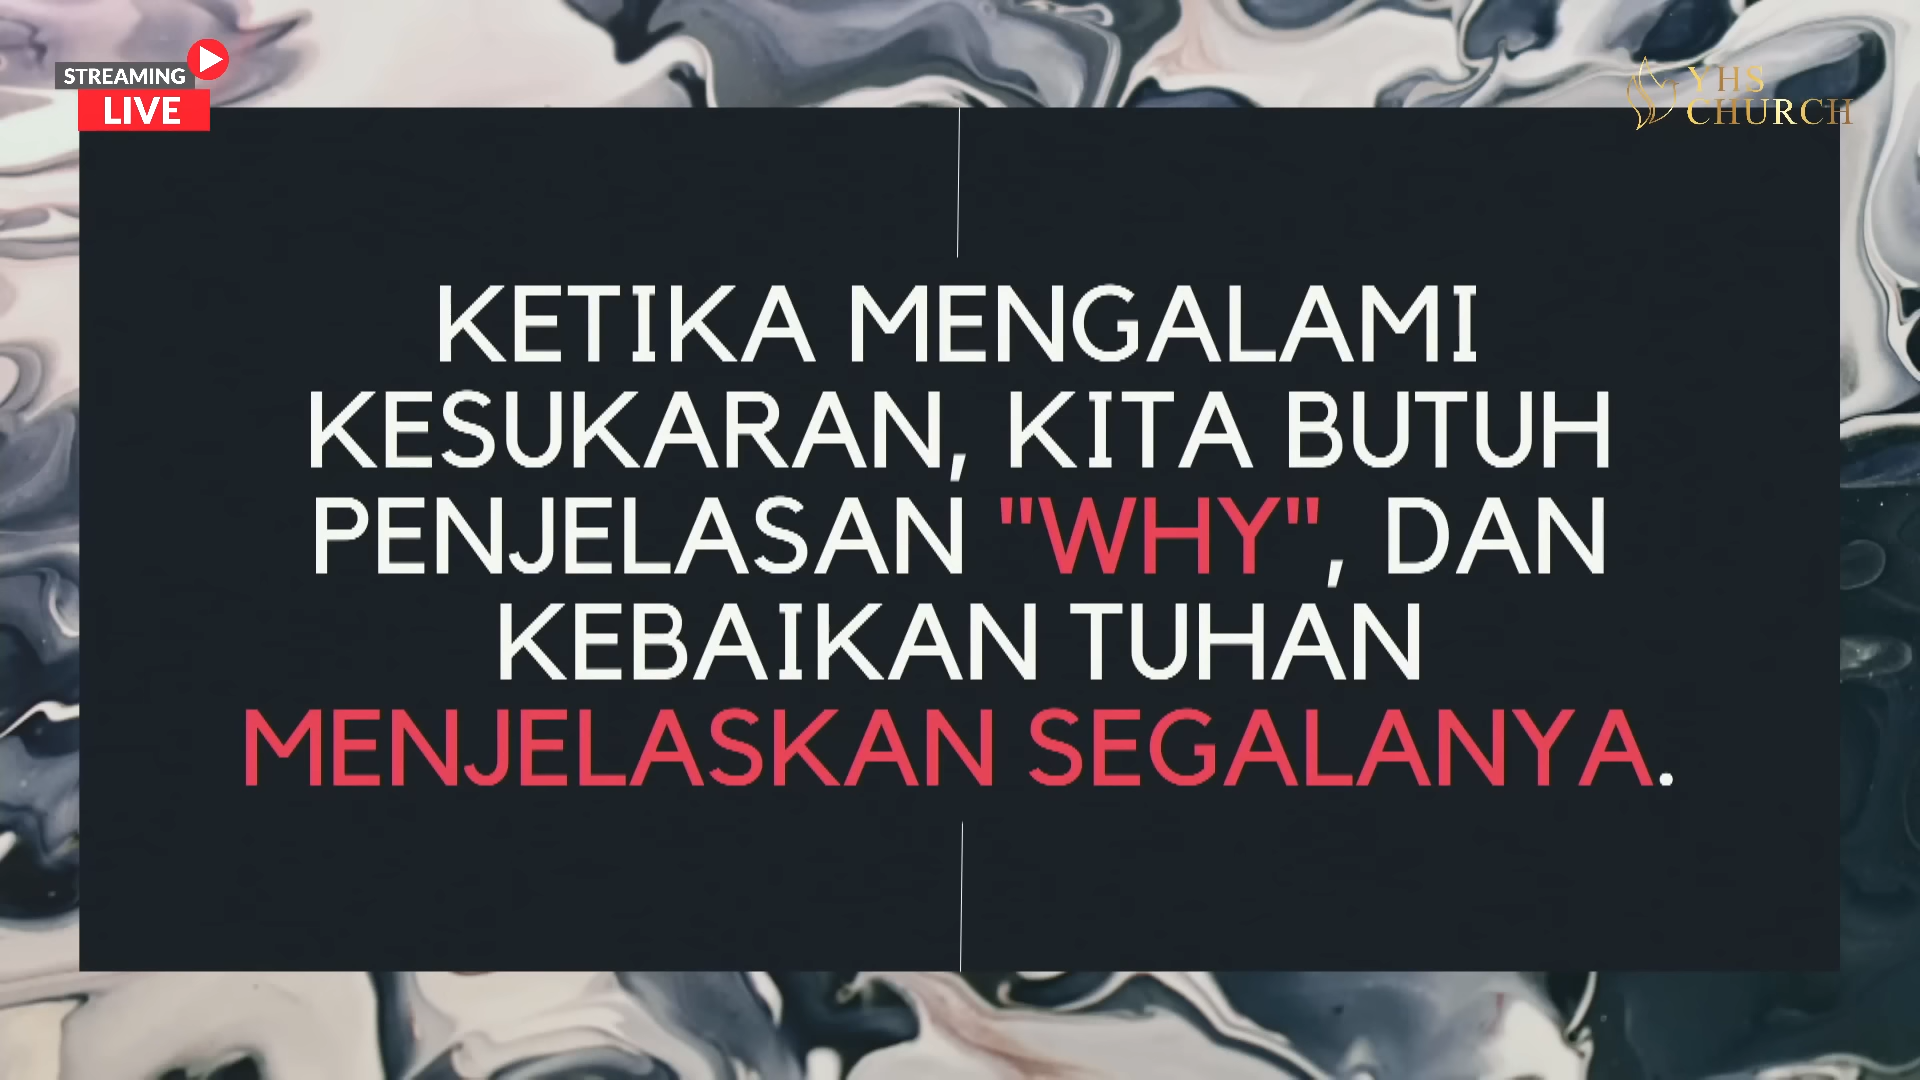 STREAMING
LIVE
YHS
CHURCH
KETIKA MENGALAMI
KESUKARAN, KITA BUTUH
PENJELASAN "WHY", DAN
KEBAIKAN TUHAN
MENJELASKAN SEGALANYA.